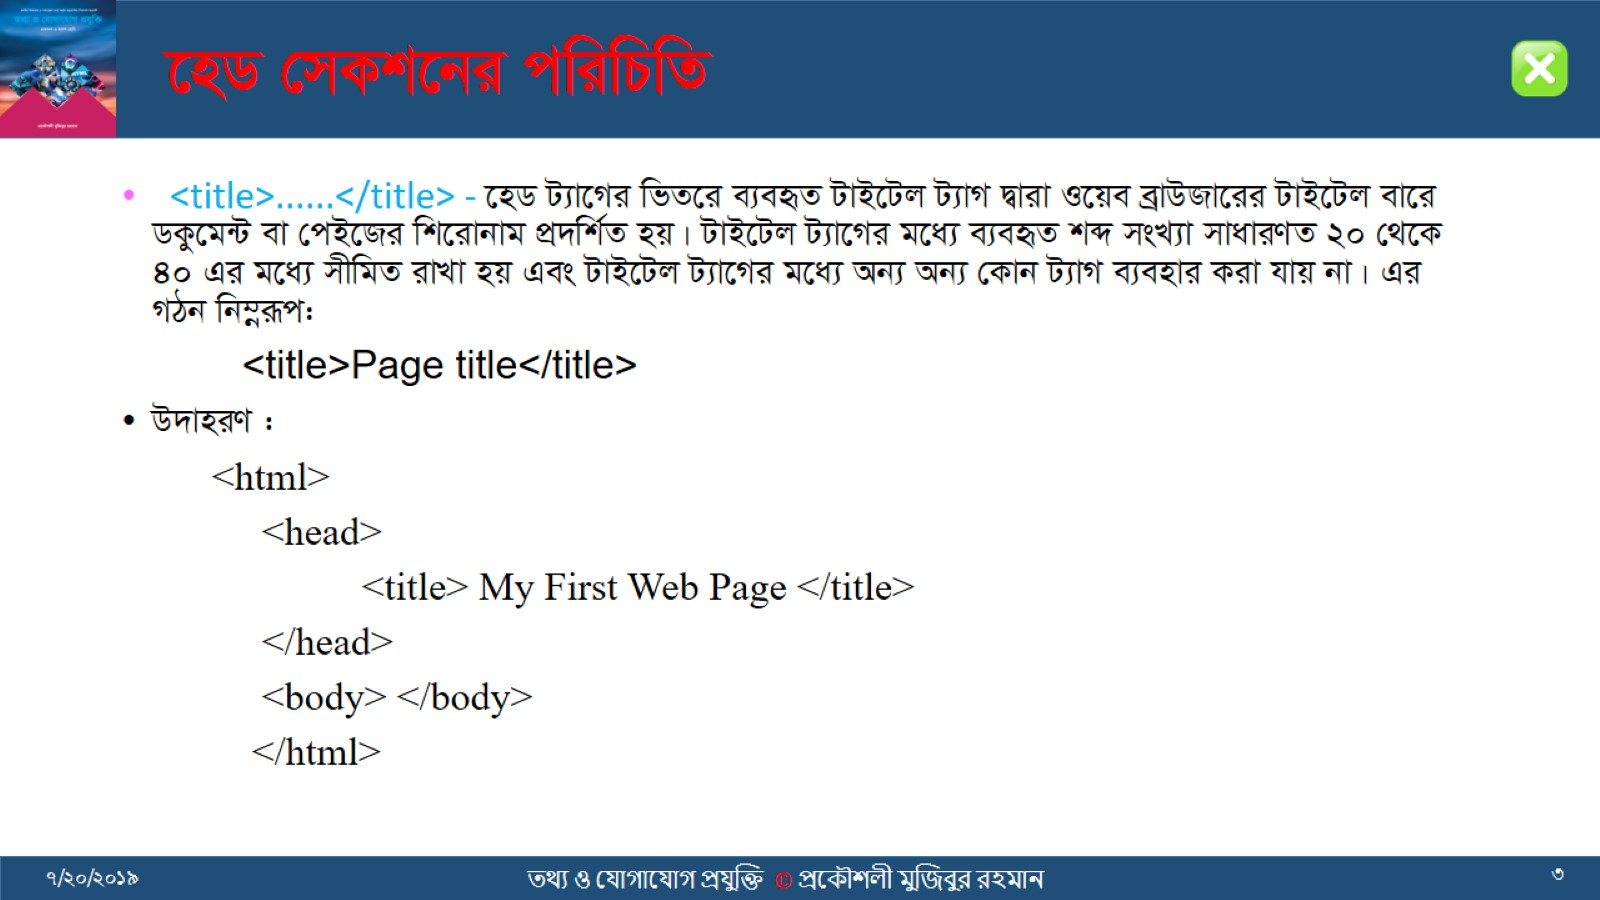 তথ্য ও যোগাযোগ প্রযুক্তি
হেড সেকশনের পরিচিতি
• <title>......</title> - হেড ট্যাগের ভিতরে ব্যবহৃত টাইটেল ট্যাগ দ্বারা ওয়েব ব্রাউজারের টাইটেল বারে
ডকুমেন্ট বা পেইজের শিরোনাম প্রদর্শিত হয়। টাইটেল ট্যাগের মধ্যে ব্যবহৃত শব্দ সংখ্যা সাধারণত ২০ থেকে
৪০ এর মধ্যে সীমিত রাখা হয় এবং টাইটেল ট্যাগের মধ্যে অন্য অন্য কোন ট্যাগ ব্যবহার করা যায় না। এর
গঠন নিম্নরূপঃ
<title>Page title</title>
• উদাহরণ :
<html>
<head>
<title> My First Web Page </title>
</head>
<body> </body>
</html>
৭/২০/২০১৯
তথ্য ও যোগাযোগ প্রযুক্তি © প্রকৌশলী মুজিবুর রহমান
৩